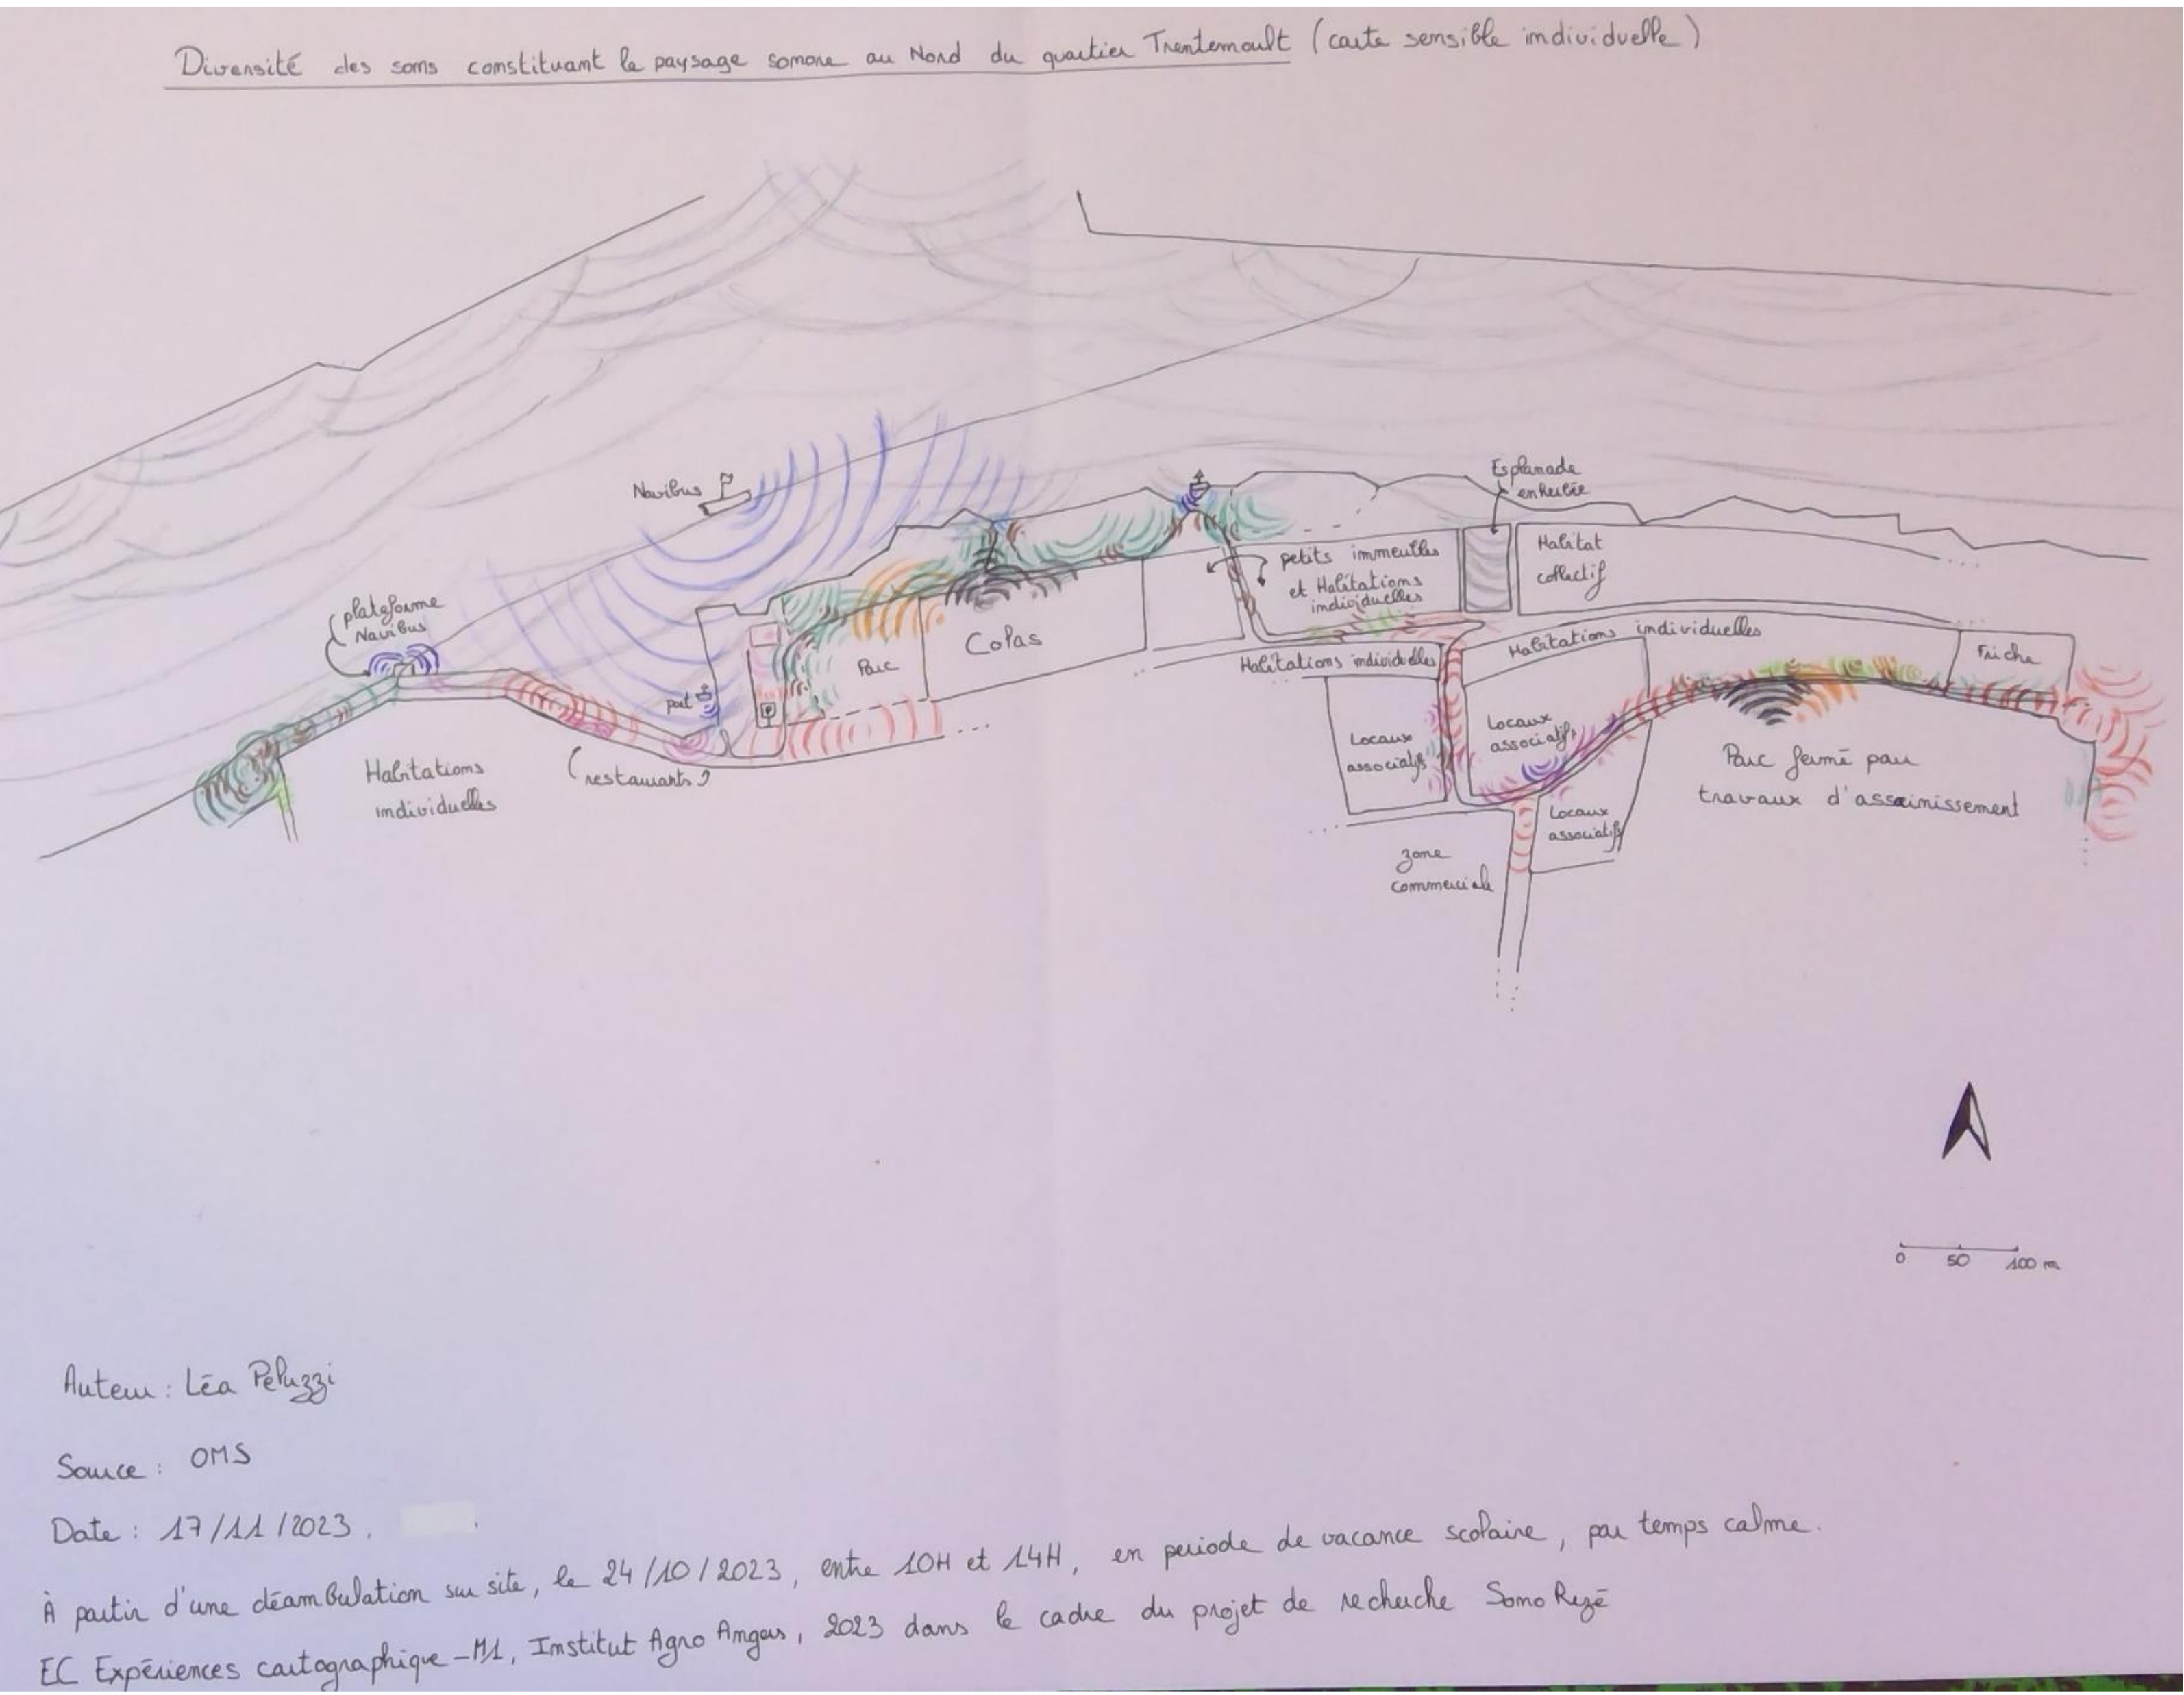 Diversité des sons constituant le paysage sonore au Nord du quartier Trentemoult (carte sensible individuelle)
Navibus
Esplanade
enherbée
plateforme
Navibus
petits immeubles
et Habitations
individuelles
Habitat
collectif
Colas
Parc
port
P
Habitations individuelles
Habitations individuelles
Friche
Habitations
individuelles
(restaurants)
Locaux
associatifs
Locaux
associatifs
Locaux
associatifs
Parc fermé par
travaux d'assainissement
zone
commerciale
0 50 100 m
Auteur : Léa Peluzzi
Source : OMS
Date : 17/11/2023.
À partir d'une déambulation sur site, le 24/10/2023, entre 10H et 14H, en periode de vacance scolaire, par temps calme.
EC Expériences cartographique - M1, Institut Agro Angers, 2023 dans le cadre du projet de recherche SonoRezé